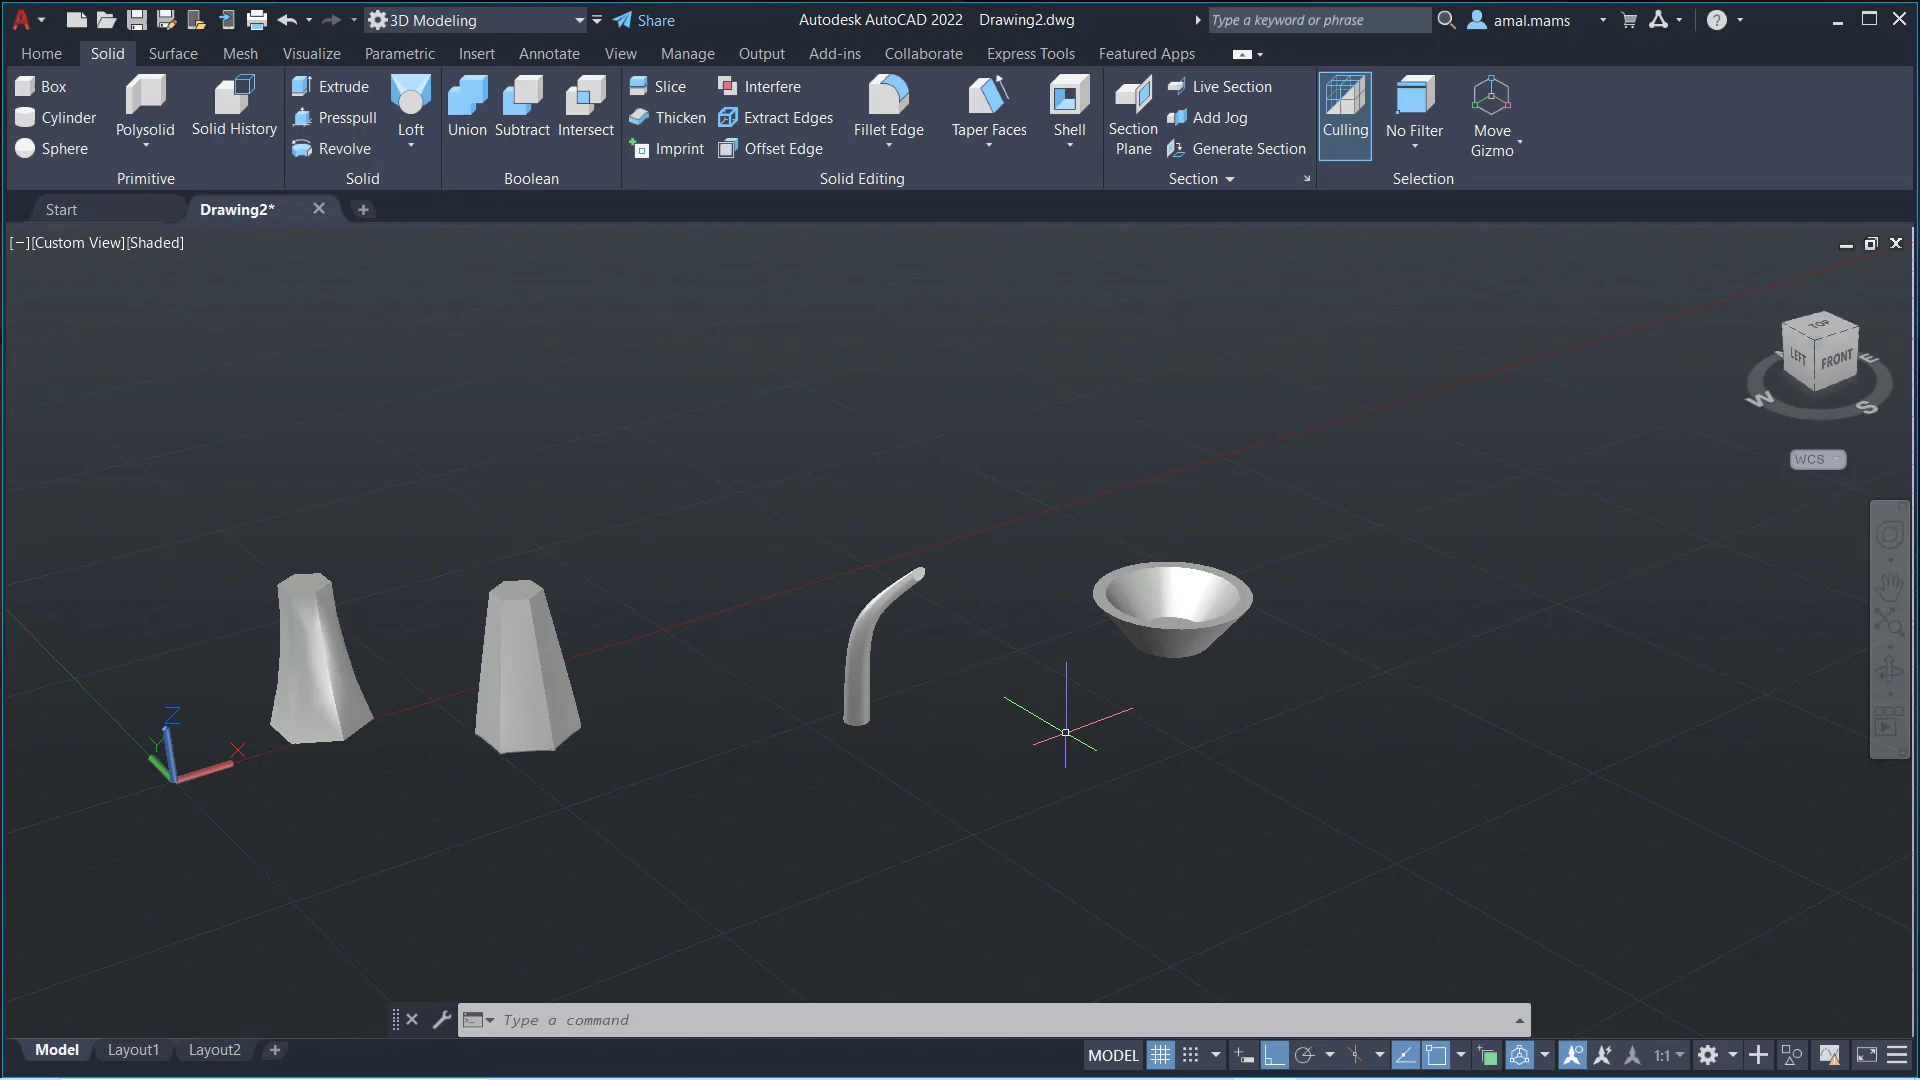 3D Modeling Share Autodesk AutoCAD 2022 Drawing2.dwg Type a keyword or phrase amal.mams
Home Solid Surface Mesh Visualize Parametric Insert Annotate View Manage Output Add-ins Collaborate Express Tools Featured Apps
Box Extrude Slice Interfere Live Section
Cylinder Polysolid Solid History Presspull Loft Union Subtract Intersect Thicken Extract Edges Fillet Edge Taper Faces Shell Section Plane Add Jog Culling No Filter Move Gizmo
Sphere Revolve Imprint Offset Edge Generate Section
Primitive Solid Boolean Solid Editing Section Selection
Start Drawing2*
[−][Custom View][Shaded]
TOP
LEFT FRONT
E
W S
WCS
Z
Y X
Type a command
Model Layout1 Layout2
MODEL 1:1